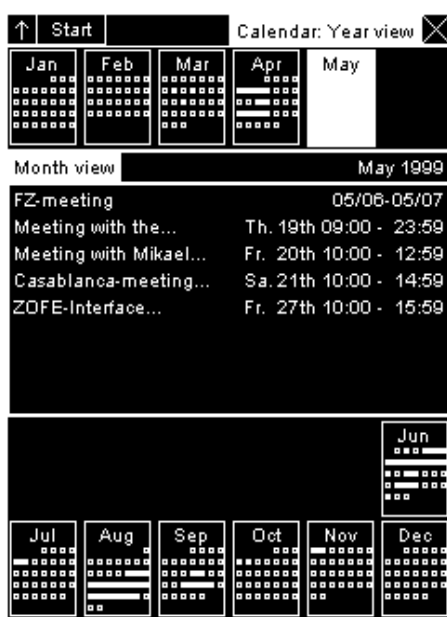 ↑ Start Calendar: Year view
Jan Feb Mar Apr May
Month view May 1999
FZ-meeting 05/06-05/07
Meeting with the... Th. 19th 09:00 - 23:59
Meeting with Mikael... Fr. 20th 10:00 - 12:59
Casablanca-meeting... Sa. 21th 10:00 - 14:59
ZOFE-Interface... Fr. 27th 10:00 - 15:59
Jun
Jul Aug Sep Oct Nov Dec